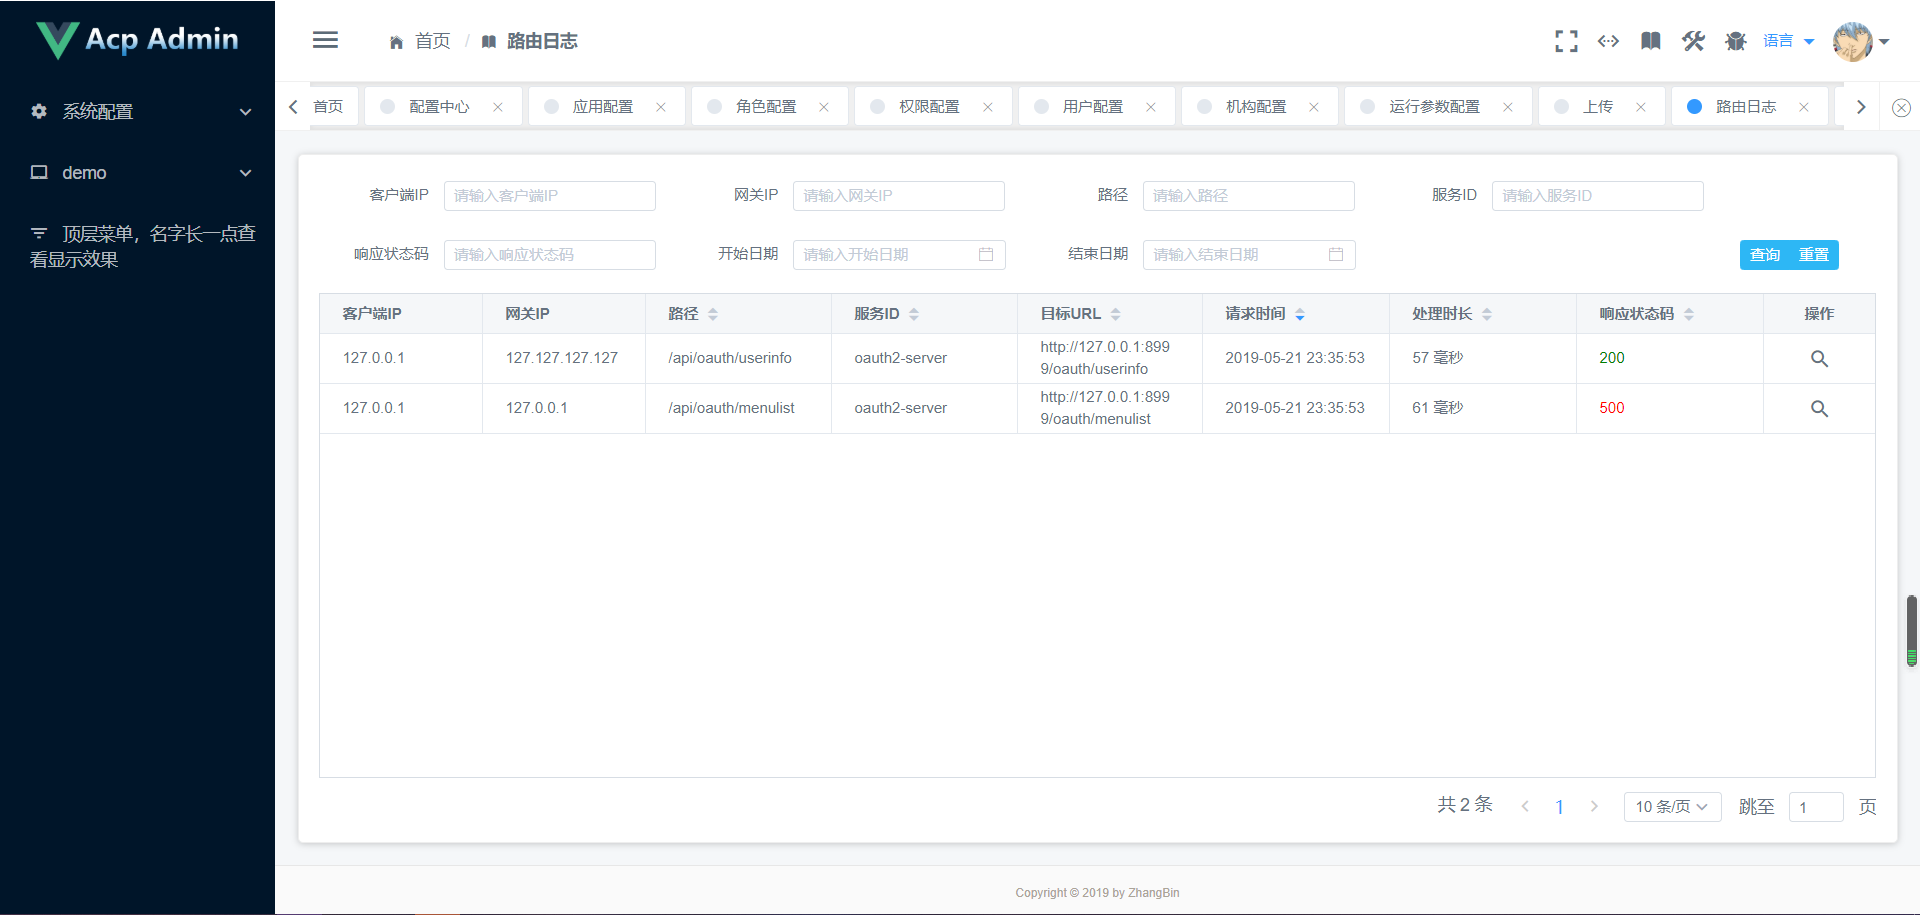 Acp Admin
系统配置
demo
顶层菜单，名字长一点查
看显示效果
首页 / 路由日志
语言
首页 配置中心 应用配置 角色配置 权限配置 用户配置 机构配置 运行参数配置 上传 路由日志
客户端IP 请输入客户端IP 网关IP 请输入网关IP 路径 请输入路径 服务ID 请输入服务ID
响应状态码 请输入响应状态码 开始日期 请输入开始日期 结束日期 请输入结束日期 查询 重置
客户端IP 网关IP 路径 服务ID 目标URL 请求时间 处理时长 响应状态码 操作
127.0.0.1 127.127.127.127 /api/oauth/userinfo oauth2-server http://127.0.0.1:899
9/oauth/userinfo 2019-05-21 23:35:53 57 毫秒 200
127.0.0.1 127.0.0.1 /api/oauth/menulist oauth2-server http://127.0.0.1:899
9/oauth/menulist 2019-05-21 23:35:53 61 毫秒 500
共 2 条 1 10 条/页 跳至 1 页
Copyright © 2019 by ZhangBin